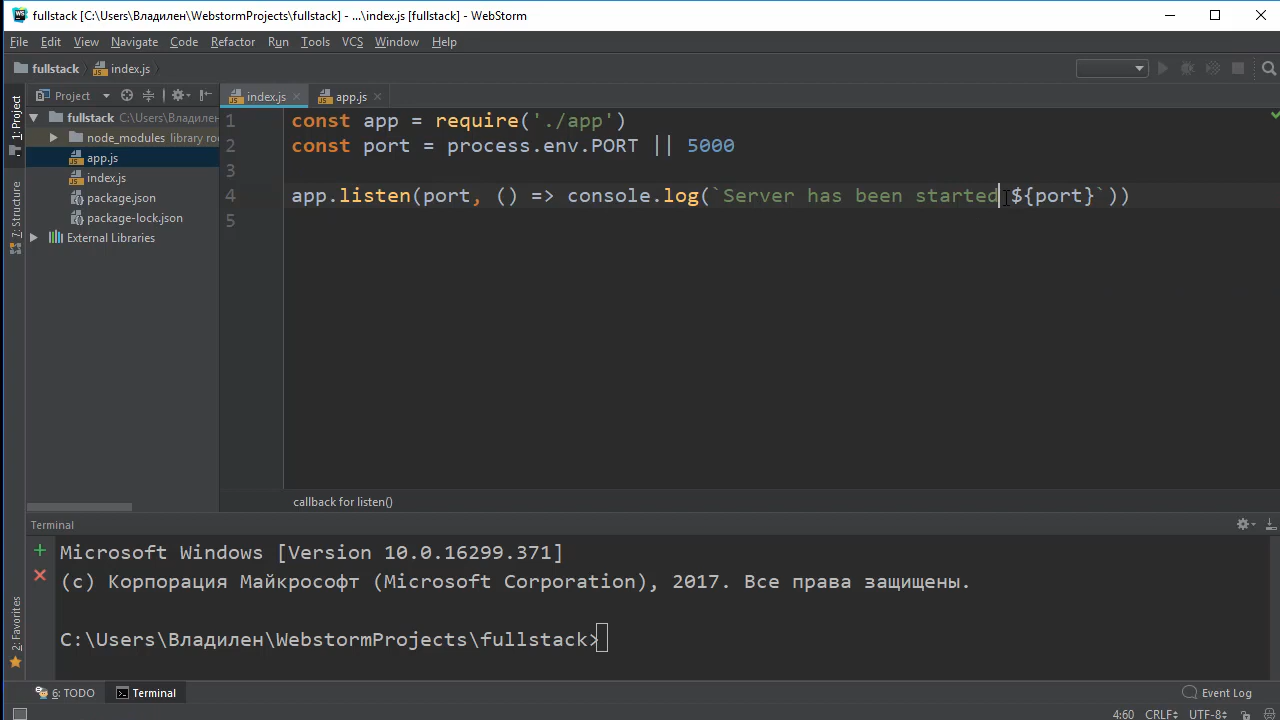 fullstack [C:\Users\Владилен\WebstormProjects\fullstack] - ...\index.js [fullstack] - WebStorm
File Edit View Navigate Code Refactor Run Tools VCS Window Help
fullstack index.js
1: Project
7: Structure
2: Favorites
Project
fullstack C:\Users\Владилен
node_modules library roo
app.js
index.js
package.json
package-lock.json
External Libraries
index.js app.js
1 const app = require('./app')
2 const port = process.env.PORT || 5000
3
4 app.listen(port, () => console.log(`Server has been started ${port}`))
5
callback for listen()
Terminal
Microsoft Windows [Version 10.0.16299.371]
(c) Корпорация Майкрософт (Microsoft Corporation), 2017. Все права защищены.
C:\Users\Владилен\WebstormProjects\fullstack>
6: TODO Terminal Event Log
4:60 CRLF UTF-8